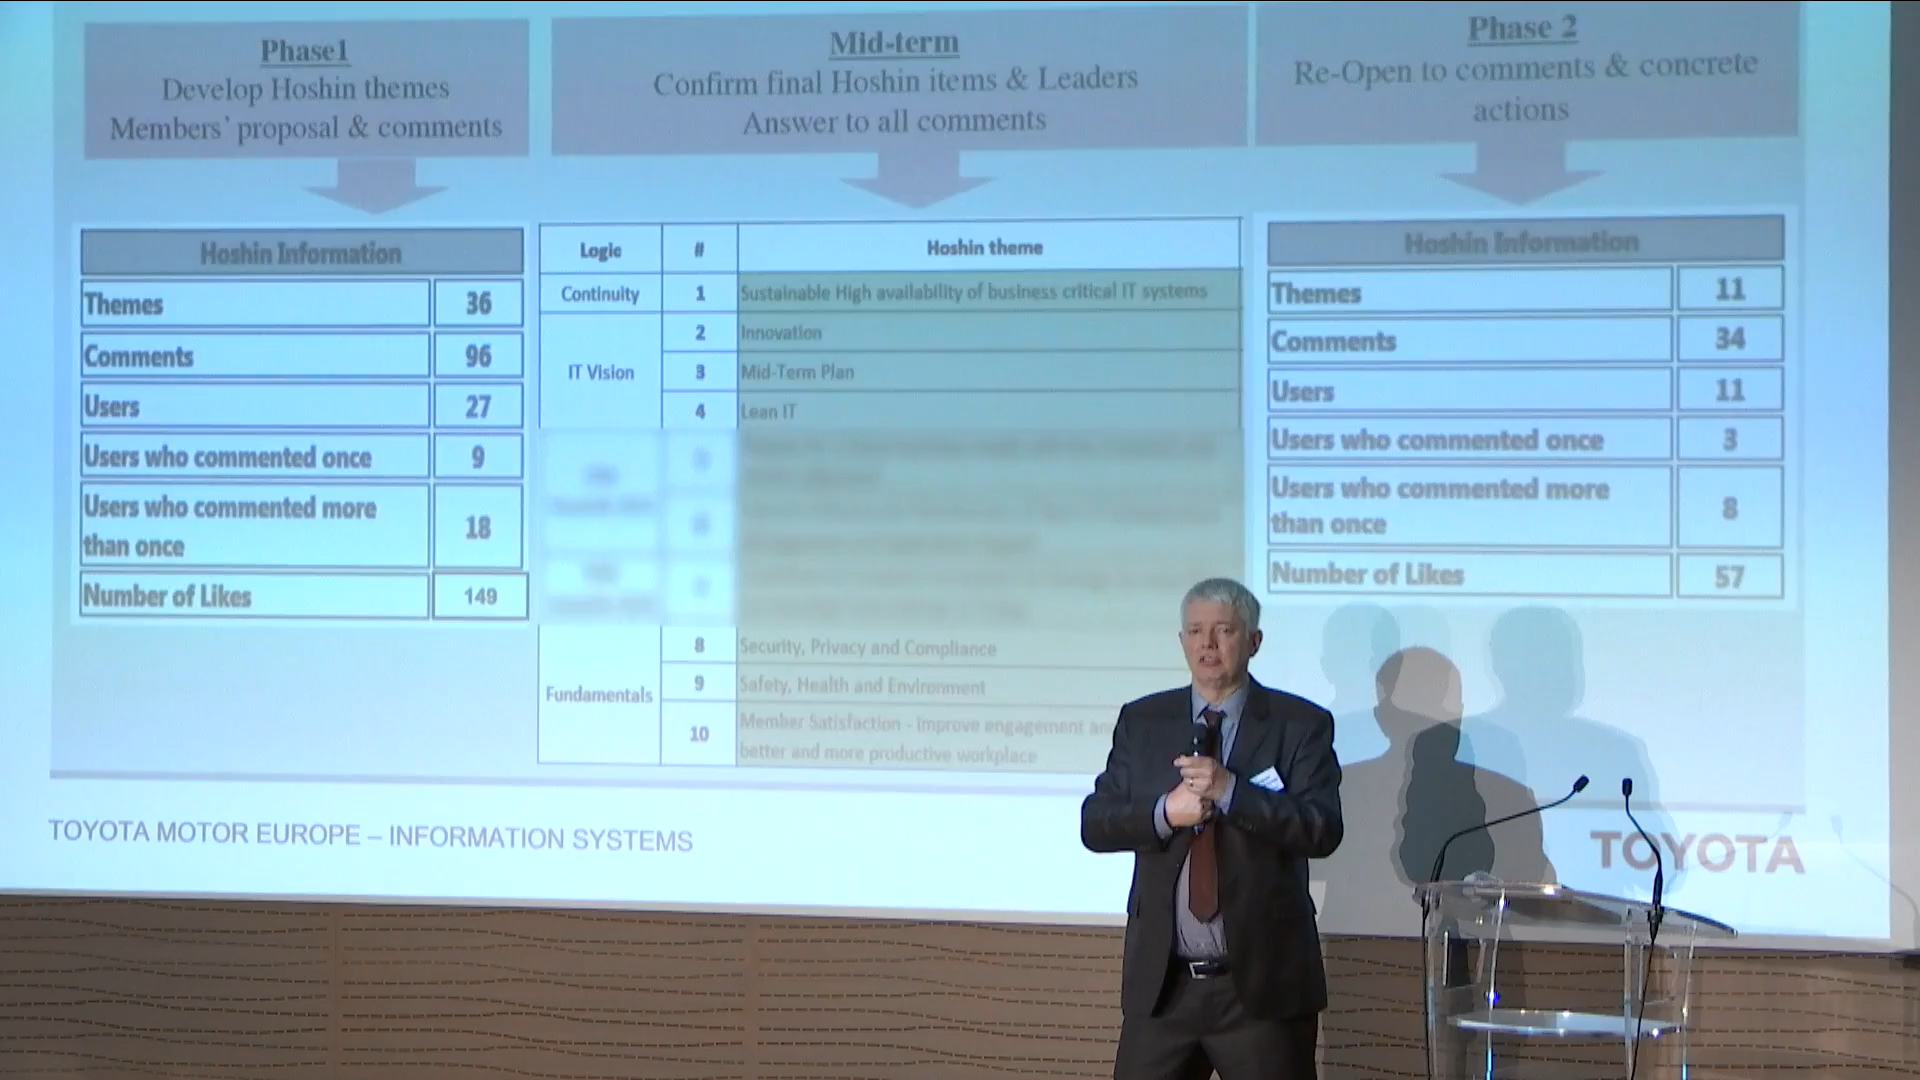 Phase1
Develop Hoshin themes
Members' proposal & comments
Mid-term
Confirm final Hoshin items & Leaders
Answer to all comments
Phase 2
Re-Open to comments & concrete
actions
Hoshin Information
Themes 36
Comments 96
Users 27
Users who commented once 9
Users who commented more
than once 18
Number of Likes 149
Logic # Hoshin theme
Continuity 1 Sustainable High availability of business critical IT systems
IT Vision
2 Innovation
3 Mid-Term Plan
4 Lean IT
Fundamentals
8 Security, Privacy and Compliance
9 Safety, Health and Environment
10 Member Satisfaction - improve engagement
better and more productive workplace
Hoshin Information
Themes 11
Comments 34
Users 11
Users who commented once 3
Users who commented more
than once 8
Number of Likes 57
TOYOTA MOTOR EUROPE – INFORMATION SYSTEMS
TOYOTA